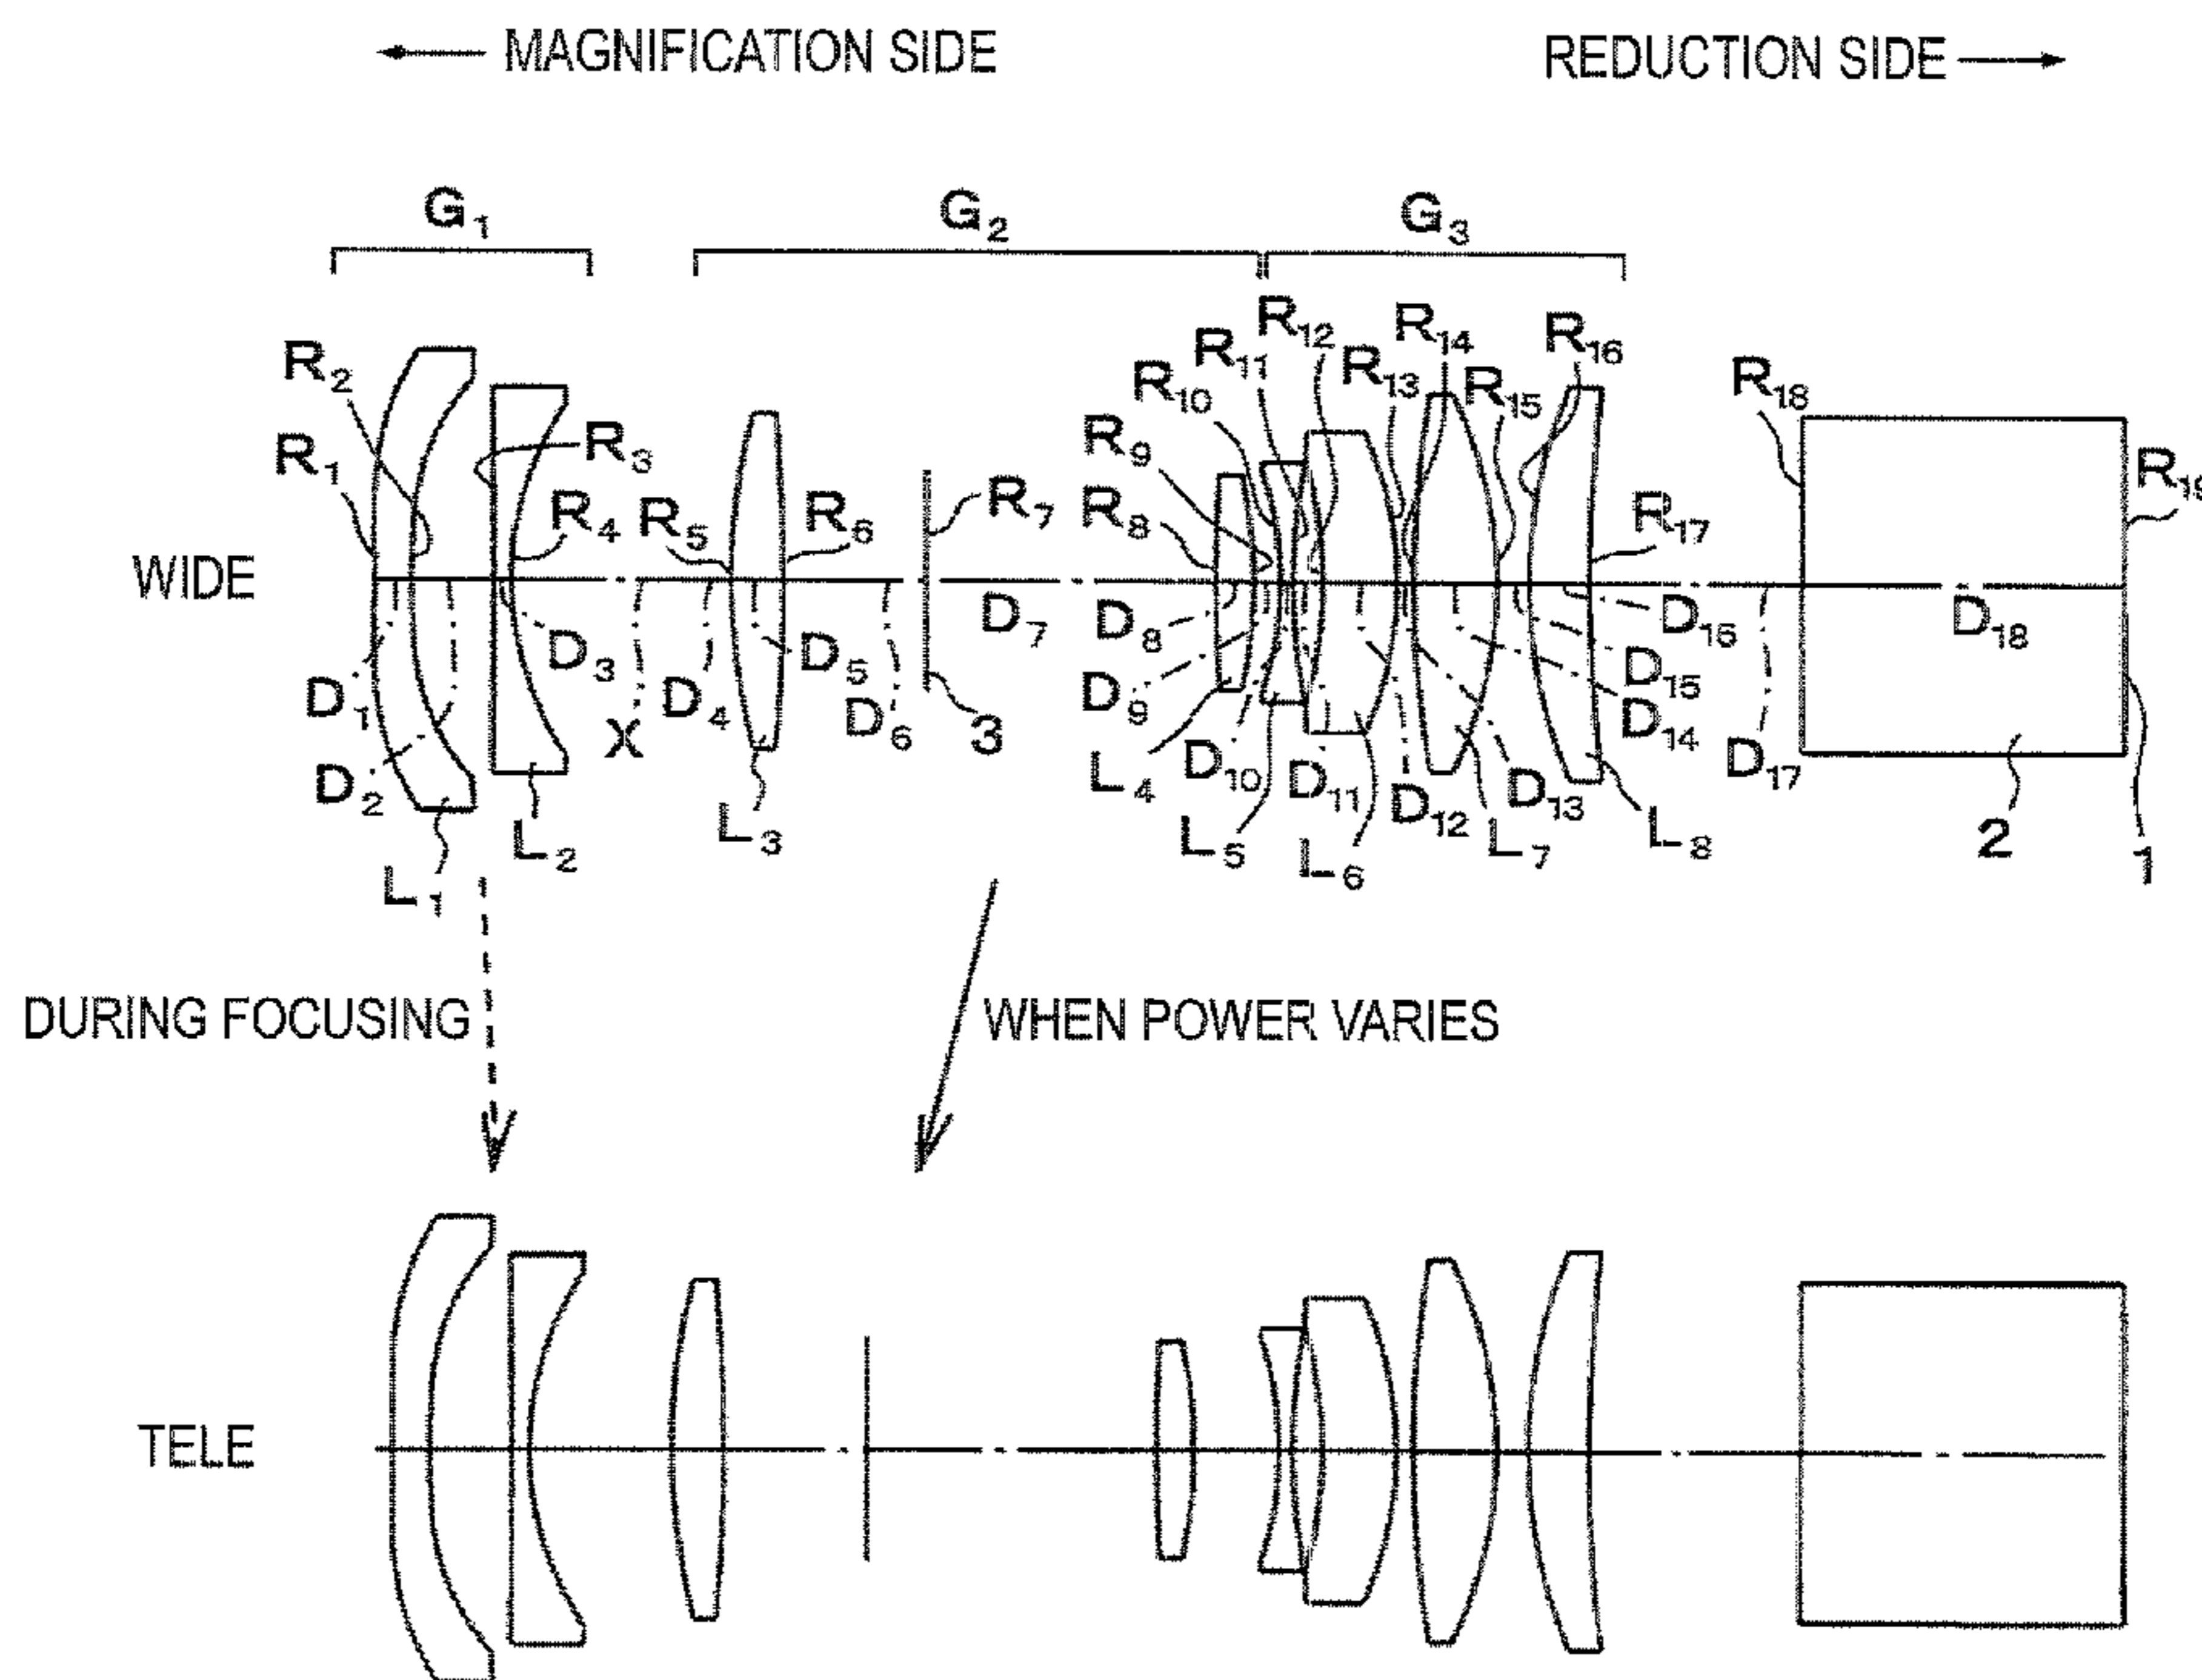 MAGNIFICATION SIDE REDUCTION SIDE
G1 G2 G3
R12 R14 R16
R2 R11 R13 R18
R10 R15
R1 R3 R9 R19
R4 R5 R6 R7 R8 R17
WIDE
D1 D3 D5 D7 D8 D16 D18
D2 X D4 D6 3 D9 D15
D10 D11 D14 D17
L4 D12 D13
L1 L2 L3 L5 L6 L7 L8 2 1
DURING FOCUSING WHEN POWER VARIES
TELE